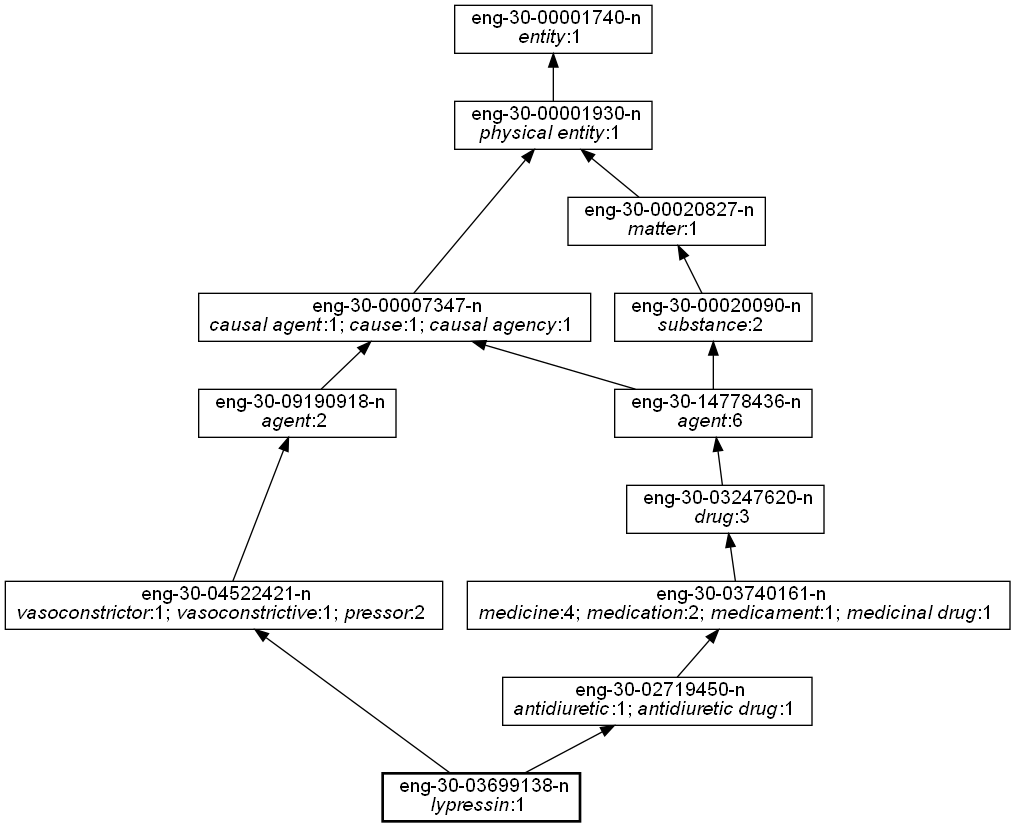 eng-30-00001740-n
entity:1
eng-30-00001930-n
physical entity:1
eng-30-00020827-n
matter:1
eng-30-00007347-n
causal agent:1; cause:1; causal agency:1
eng-30-00020090-n
substance:2
eng-30-09190918-n
agent:2
eng-30-14778436-n
agent:6
eng-30-03247620-n
drug:3
eng-30-04522421-n
vasoconstrictor:1; vasoconstrictive:1; pressor:2
eng-30-03740161-n
medicine:4; medication:2; medicament:1; medicinal drug:1
eng-30-02719450-n
antidiuretic:1; antidiuretic drug:1
eng-30-03699138-n
lypressin:1